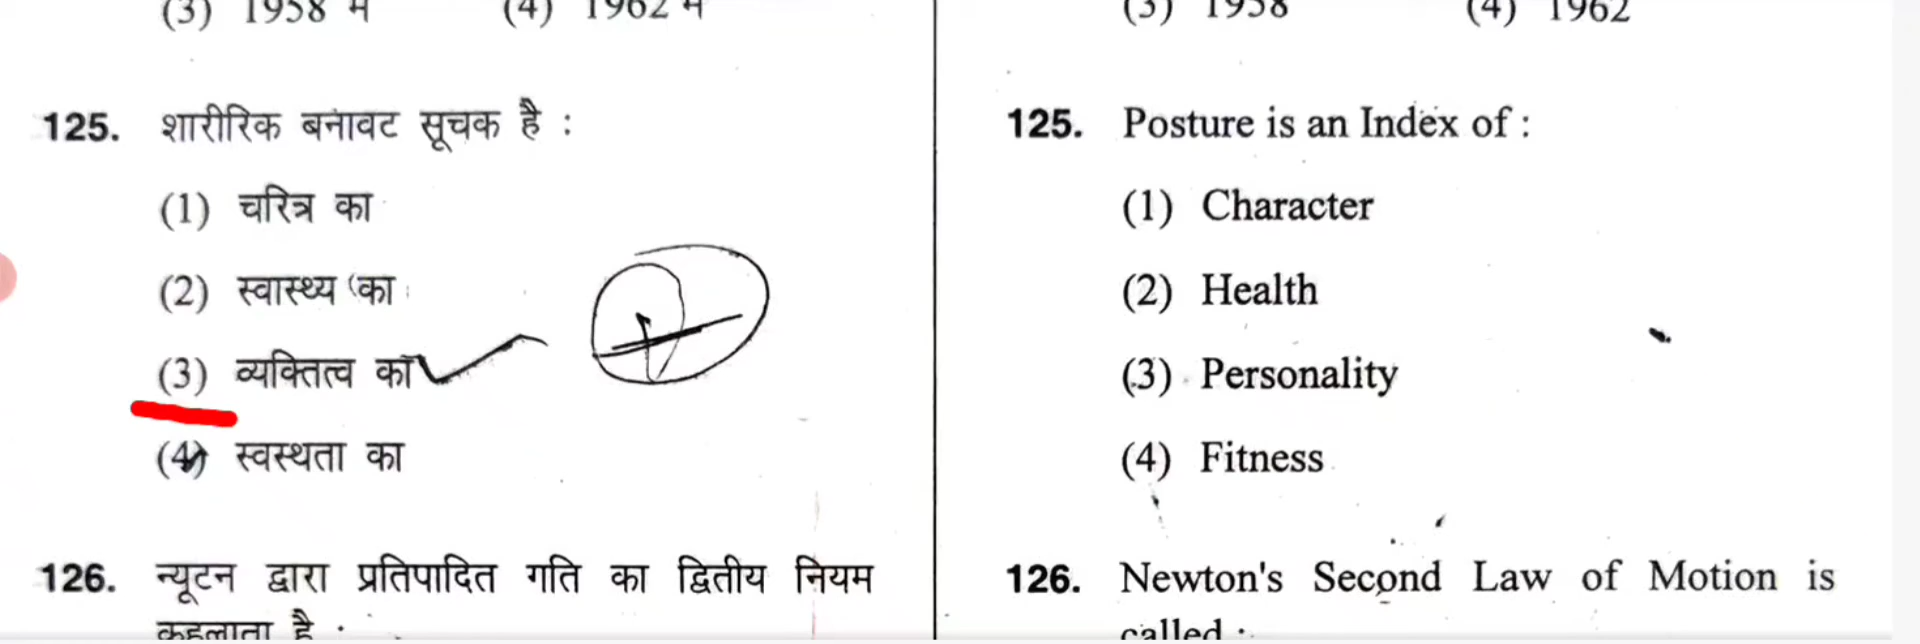 (3) 1958 में
(4) 1962 में
125. शारीरिक बनावट सूचक है :
(1) चरित्र का
(2) स्वास्थ्य का
(3) व्यक्तित्व का
(4) स्वस्थता का
126. न्यूटन द्वारा प्रतिपादित गति का द्वितीय नियम
कहलाता है :
(3) 1958
(4) 1962
125. Posture is an Index of :
(1) Character
(2) Health
(3) Personality
(4) Fitness
126. Newton's Second Law of Motion is
called :